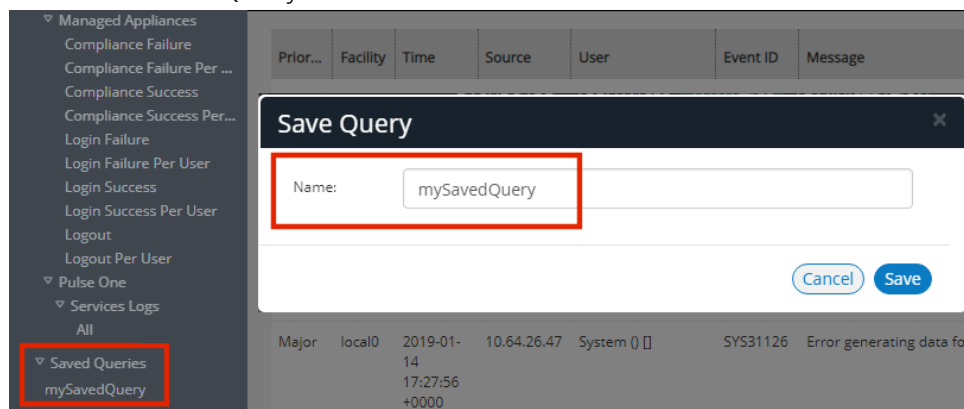 Managed Appliances
Compliance Failure
Compliance Failure Per ...
Compliance Success
Compliance Success Per...
Login Failure
Login Failure Per User
Login Success
Login Success Per User
Logout
Logout Per User
Pulse One
Services Logs
All
Saved Queries
mySavedQuery
Prior... Facility Time Source User Event ID Message
Save Query
Name: mySavedQuery
Cancel Save
Major local0 2019-01- 10.64.26.47 System () [] SYS31126 Error generating data fo
14
17:27:56
+0000